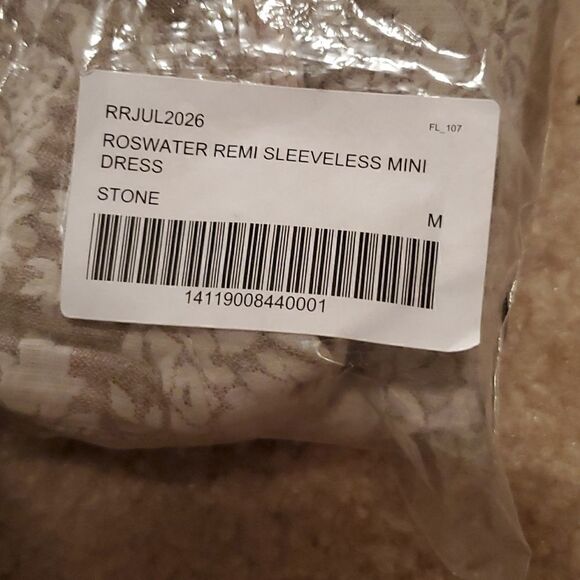 RRJUL2026
FL_107
ROSWATER REMI SLEEVELESS MINI
DRESS
STONE
M
14119008440001